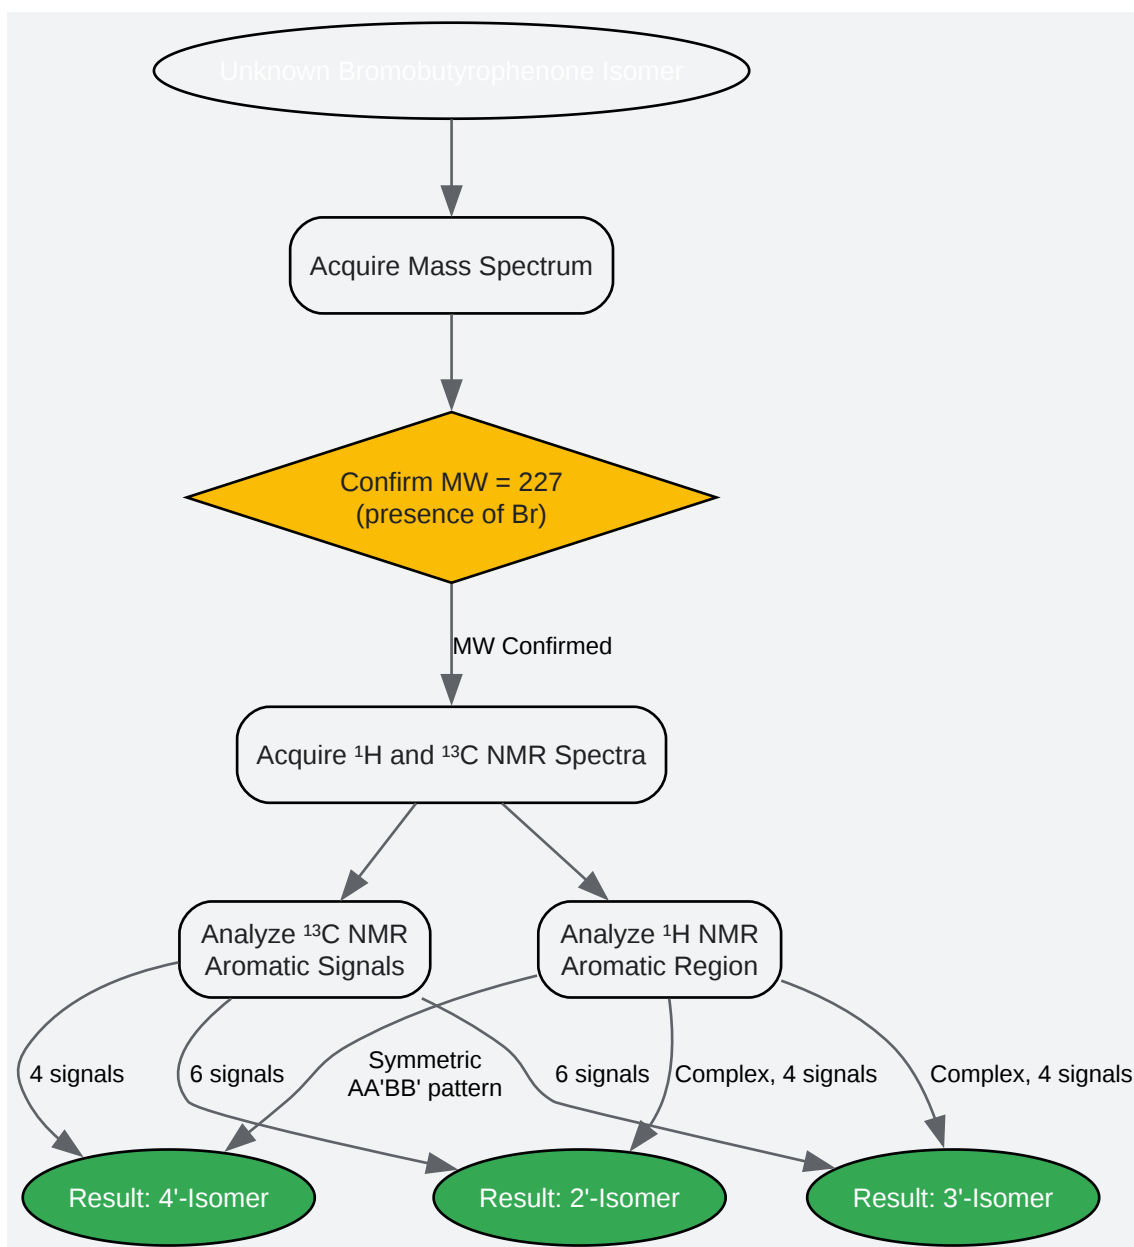 Unknown Bromobutyrophenone Isomer
Acquire Mass Spectrum
Confirm MW = 227
(presence of Br)
MW Confirmed
Acquire ¹H and ¹³C NMR Spectra
Analyze ¹³C NMR
Aromatic Signals
Analyze ¹H NMR
Aromatic Region
4 signals
6 signals
Symmetric
AA'BB' pattern
6 signals
Complex, 4 signals
Complex, 4 signals
Result: 4'-Isomer
Result: 2'-Isomer
Result: 3'-Isomer